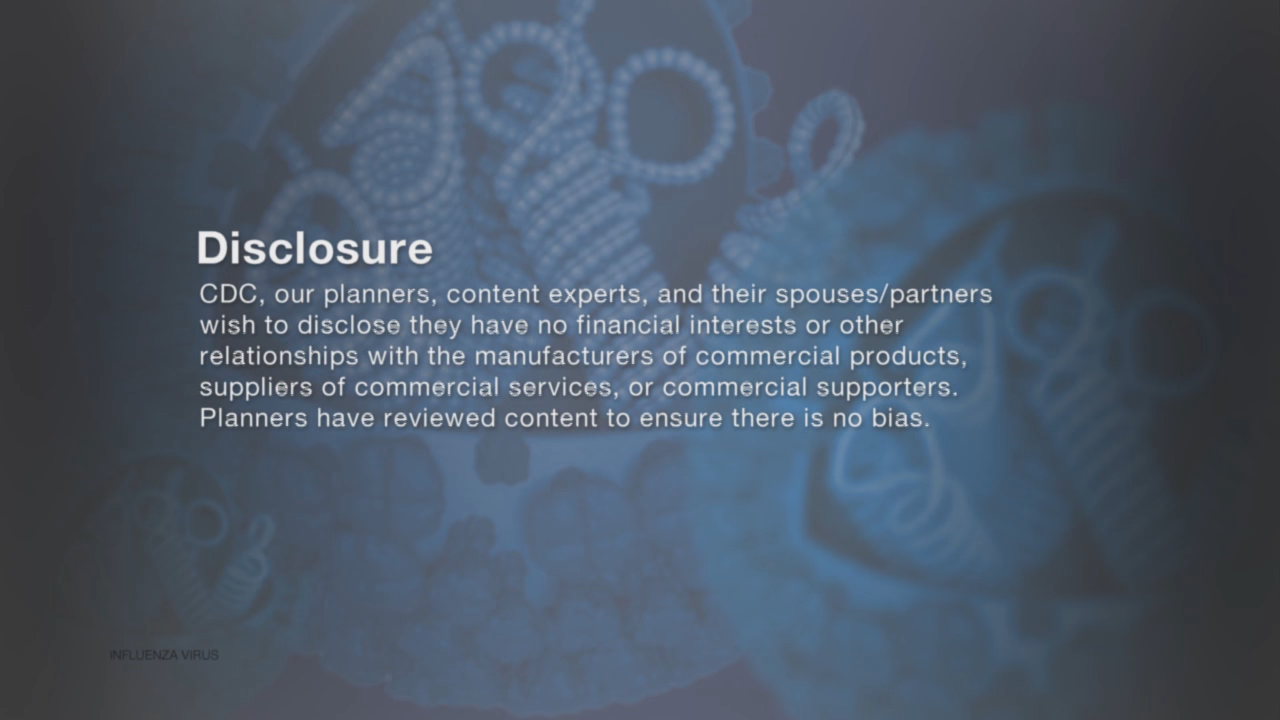 Disclosure
CDC, our planners, content experts, and their spouses/partners
wish to disclose they have no financial interests or other
relationships with the manufacturers of commercial products,
suppliers of commercial services, or commercial supporters.
Planners have reviewed content to ensure there is no bias.
INFLUENZA VIRUS